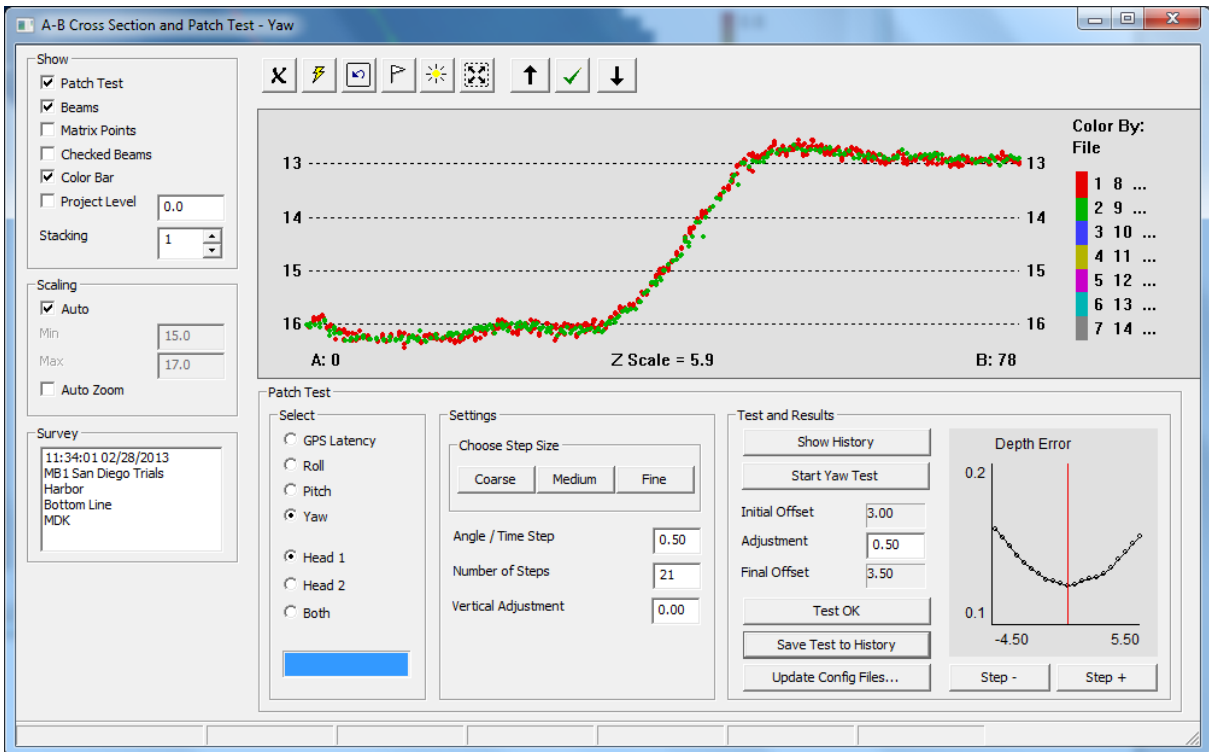 A-B Cross Section and Patch Test - Yaw
Show
Patch Test
Beams
Matrix Points
Checked Beams
Color Bar
Project Level 0.0
Stacking 1
Scaling
Auto
Min 15.0
Max 17.0
Auto Zoom
Survey
11:34:01 02/28/2013
MB1 San Diego Trials
Harbor
Bottom Line
MDK
13 13
14 14
15 15
16 16
A: 0 Z Scale = 5.9 B: 78
Color By:
File
1 8 ...
2 9 ...
3 10 ...
4 11 ...
5 12 ...
6 13 ...
7 14 ...
Patch Test
Select
GPS Latency
Roll
Pitch
Yaw
Head 1
Head 2
Both
Settings
Choose Step Size
Coarse Medium Fine
Angle / Time Step 0.50
Number of Steps 21
Vertical Adjustment 0.00
Test and Results
Show History
Start Yaw Test
Initial Offset 3.00
Adjustment 0.50
Final Offset 3.50
Test OK
Save Test to History
Update Config Files...
Depth Error
0.2
0.1
-4.50 5.50
Step - Step +